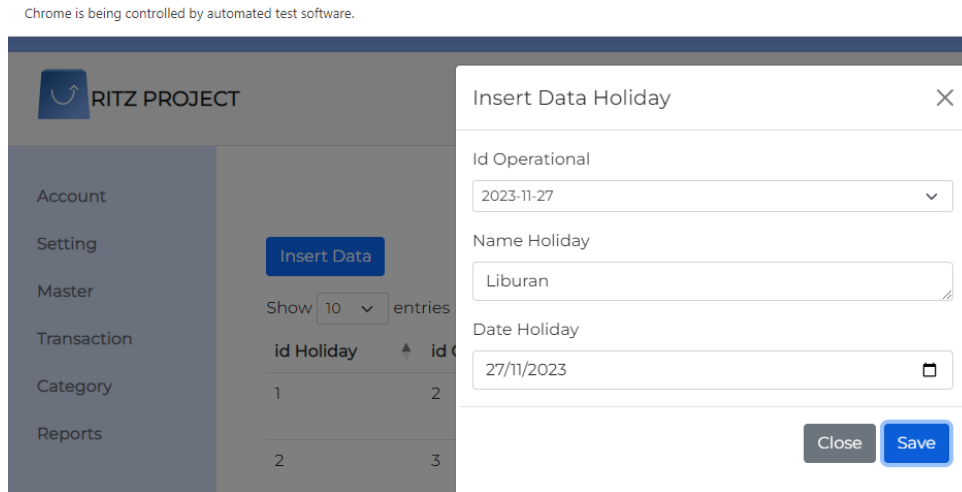 Chrome is being controlled by automated test software.
RITZ PROJECT
Account
Setting
Master
Transaction
Category
Reports
Insert Data
Show 10 entries
id Holiday id
1 2
2 3
Insert Data Holiday
Id Operational
2023-11-27
Name Holiday
Liburan
Date Holiday
27/11/2023
Close Save